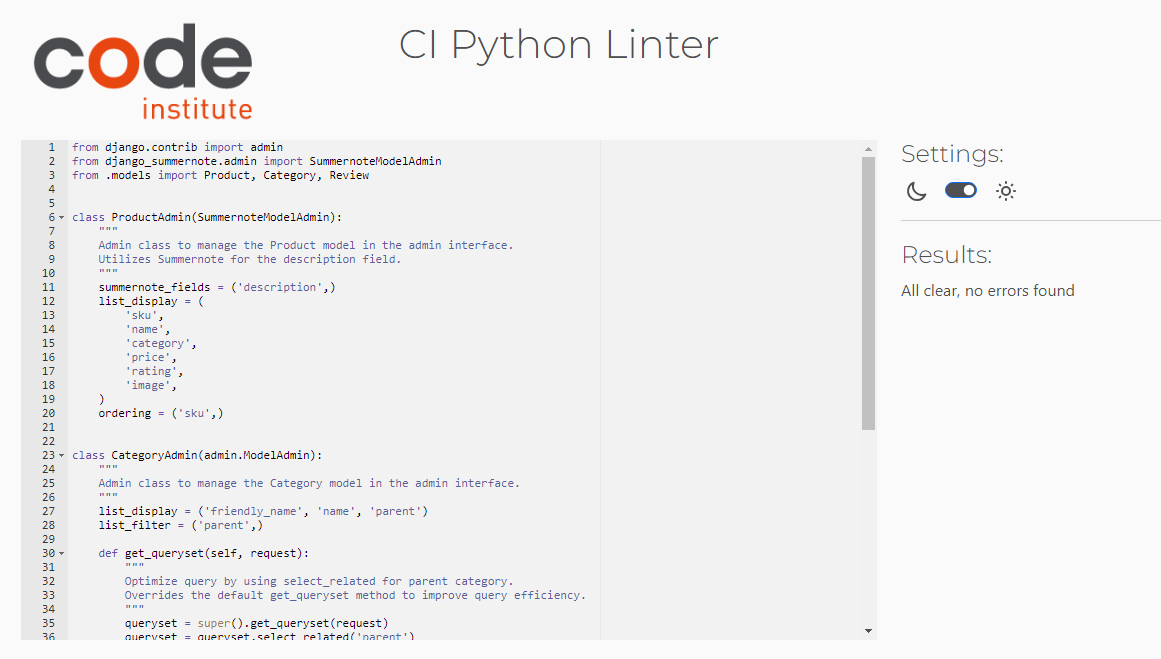 code
institute
CI Python Linter
1 from django.contrib import admin
2 from django_summernote.admin import SummernoteModelAdmin
3 from .models import Product, Category, Review
4
5
6 class ProductAdmin(SummernoteModelAdmin):
7     """
8     Admin class to manage the Product model in the admin interface.
9     Utilizes Summernote for the description field.
10     """
11     summernote_fields = ('description',)
12     list_display = (
13         'sku',
14         'name',
15         'category',
16         'price',
17         'rating',
18         'image',
19     )
20     ordering = ('sku',)
21
22
23 class CategoryAdmin(admin.ModelAdmin):
24     """
25     Admin class to manage the Category model in the admin interface.
26     """
27     list_display = ('friendly_name', 'name', 'parent')
28     list_filter = ('parent',)
29
30     def get_queryset(self, request):
31         """
32         Optimize query by using select_related for parent category.
33         Overrides the default get_queryset method to improve query efficiency.
34         """
35         queryset = super().get_queryset(request)
36         queryset = queryset.select_related('parent')
Settings:
Results:
All clear, no errors found